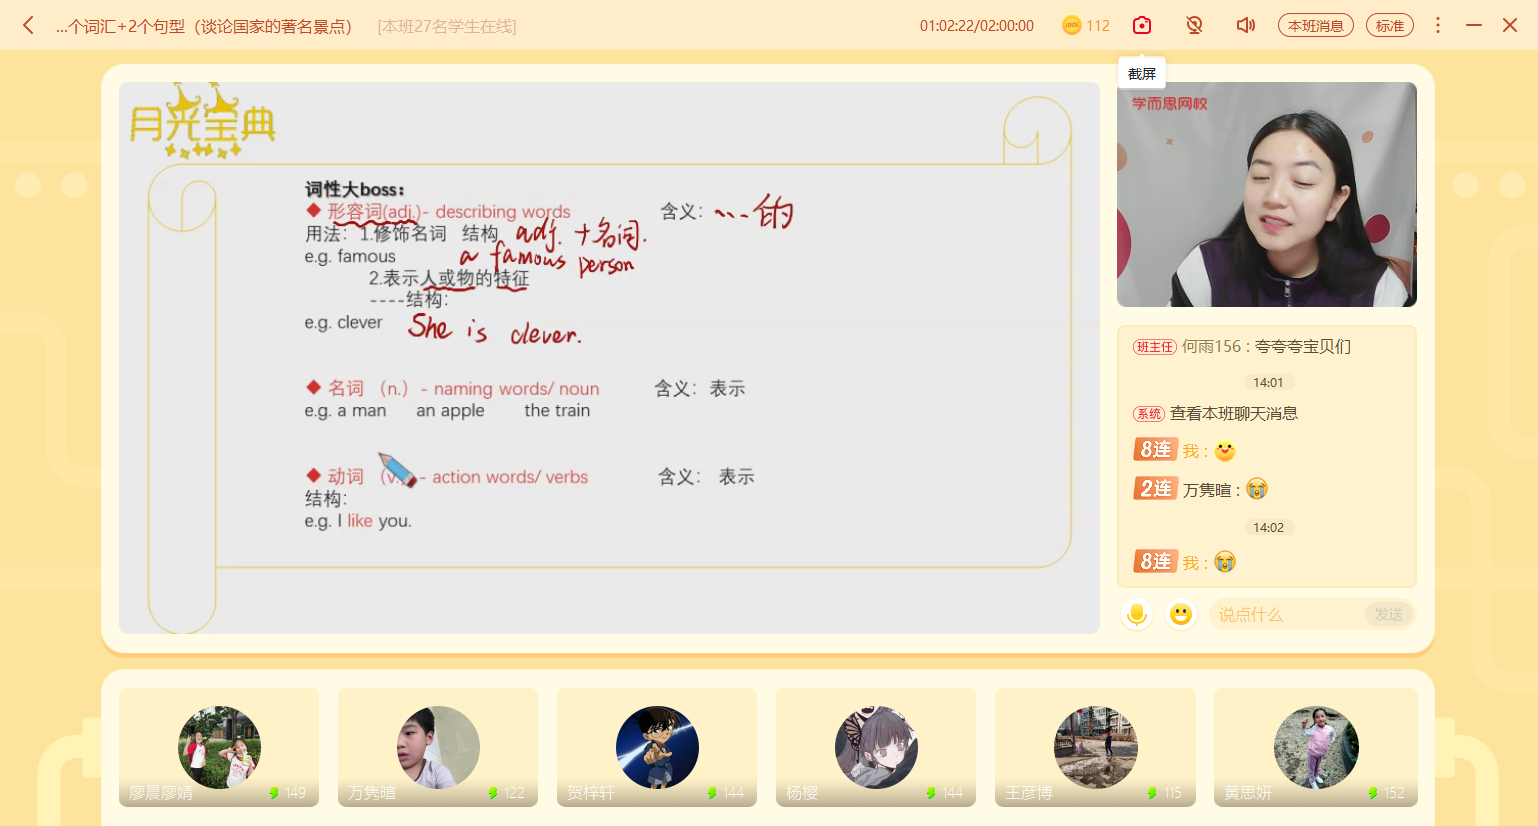 ...个词汇+2个句型（谈论国家的著名景点） [本班27名学生在线] 01:02:22/02:00:00 112 本班消息 标准
截屏
月光宝典
学而思网校
词性大boss：
◆ 形容词(adj.)- describing words 含义：……的
用法：1.修饰名词 结构 adj. +名词.
e.g. famous a famous person
2.表示人或物的特征
----结构：
e.g. clever She is clever.
◆ 名词 （n.）- naming words/ noun 含义：表示
e.g. a man an apple the train
◆ 动词 （v.）- action words/ verbs 含义： 表示
结构：
e.g. I like you.
班主任 何雨156 : 夸夸夸宝贝们
14:01
系统 查看本班聊天消息
8连 我 :
2连 万隽暄 :
14:02
8连 我 :
说点什么 发送
廖晨廖婧 149 万隽暄 122 贺梓轩 144 杨樱 144 王彦博 115 黄思妍 152